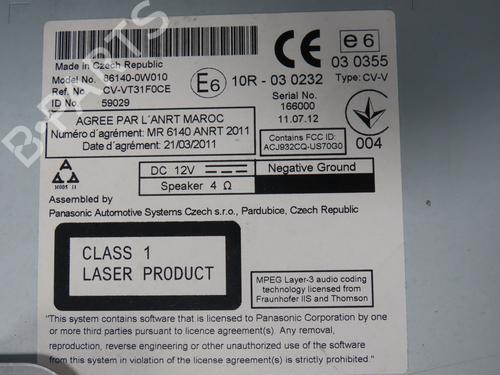 Made in Czech Republic
Model No. 86140-0W010
Ref. No CV-VT31F0CE
ID No 59029
E6 10R - 03 0232
CE
e6
03 0355
Type: CV-V
Serial No.
166000
11.07.12
004
AGREE PAR L´ANRT MAROC
Numéro d´agrément: MR 6140 ANRT 2011
Date d´agrément: 21/03/2011
Contains FCC ID:
ACJ932CQ-US70G0
DC 12V
Negative Ground
Speaker 4 Ω
Assembled by
Panasonic Automotive Systems Czech s.r.o., Pardubice, Czech Republic
CLASS 1
LASER PRODUCT
MPEG Layer-3 audio coding
technology licensed from
Fraunhofer IIS and Thomson
"This system contains software that is licensed to Panasonic Corporation by one
or more third parties pursuant to licence agreement(s). Any removal,
reproduction, reverse engineering or other unauthorized use of the software
in this system in violation of the license agreement(s) is strictly prohibited."
B-PARTS